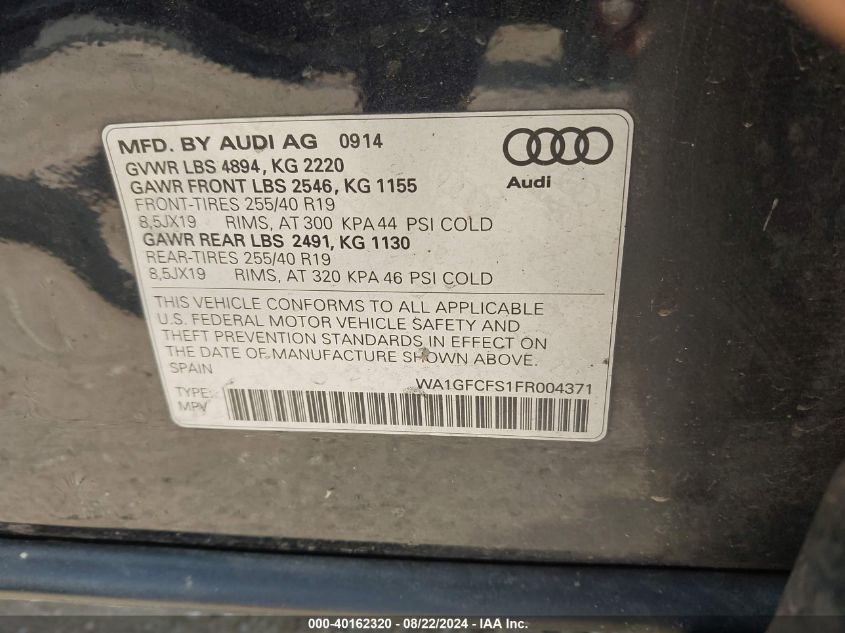 MFD. BY AUDI AG 0914
GVWR LBS 4894, KG 2220
GAWR FRONT LBS 2546, KG 1155
FRONT-TIRES 255/40 R19
8,5JX19 RIMS, AT 300 KPA 44 PSI COLD
GAWR REAR LBS 2491, KG 1130
REAR-TIRES 255/40 R19
8,5JX19 RIMS, AT 320 KPA 46 PSI COLD
Audi
THIS VEHICLE CONFORMS TO ALL APPLICABLE
U.S. FEDERAL MOTOR VEHICLE SAFETY AND
THEFT PREVENTION STANDARDS IN EFFECT ON
THE DATE OF MANUFACTURE SHOWN ABOVE.
SPAIN
WA1GFCFS1FR004371
TYPE:
MPV
000-40162320 - 08/22/2024 - IAA Inc.